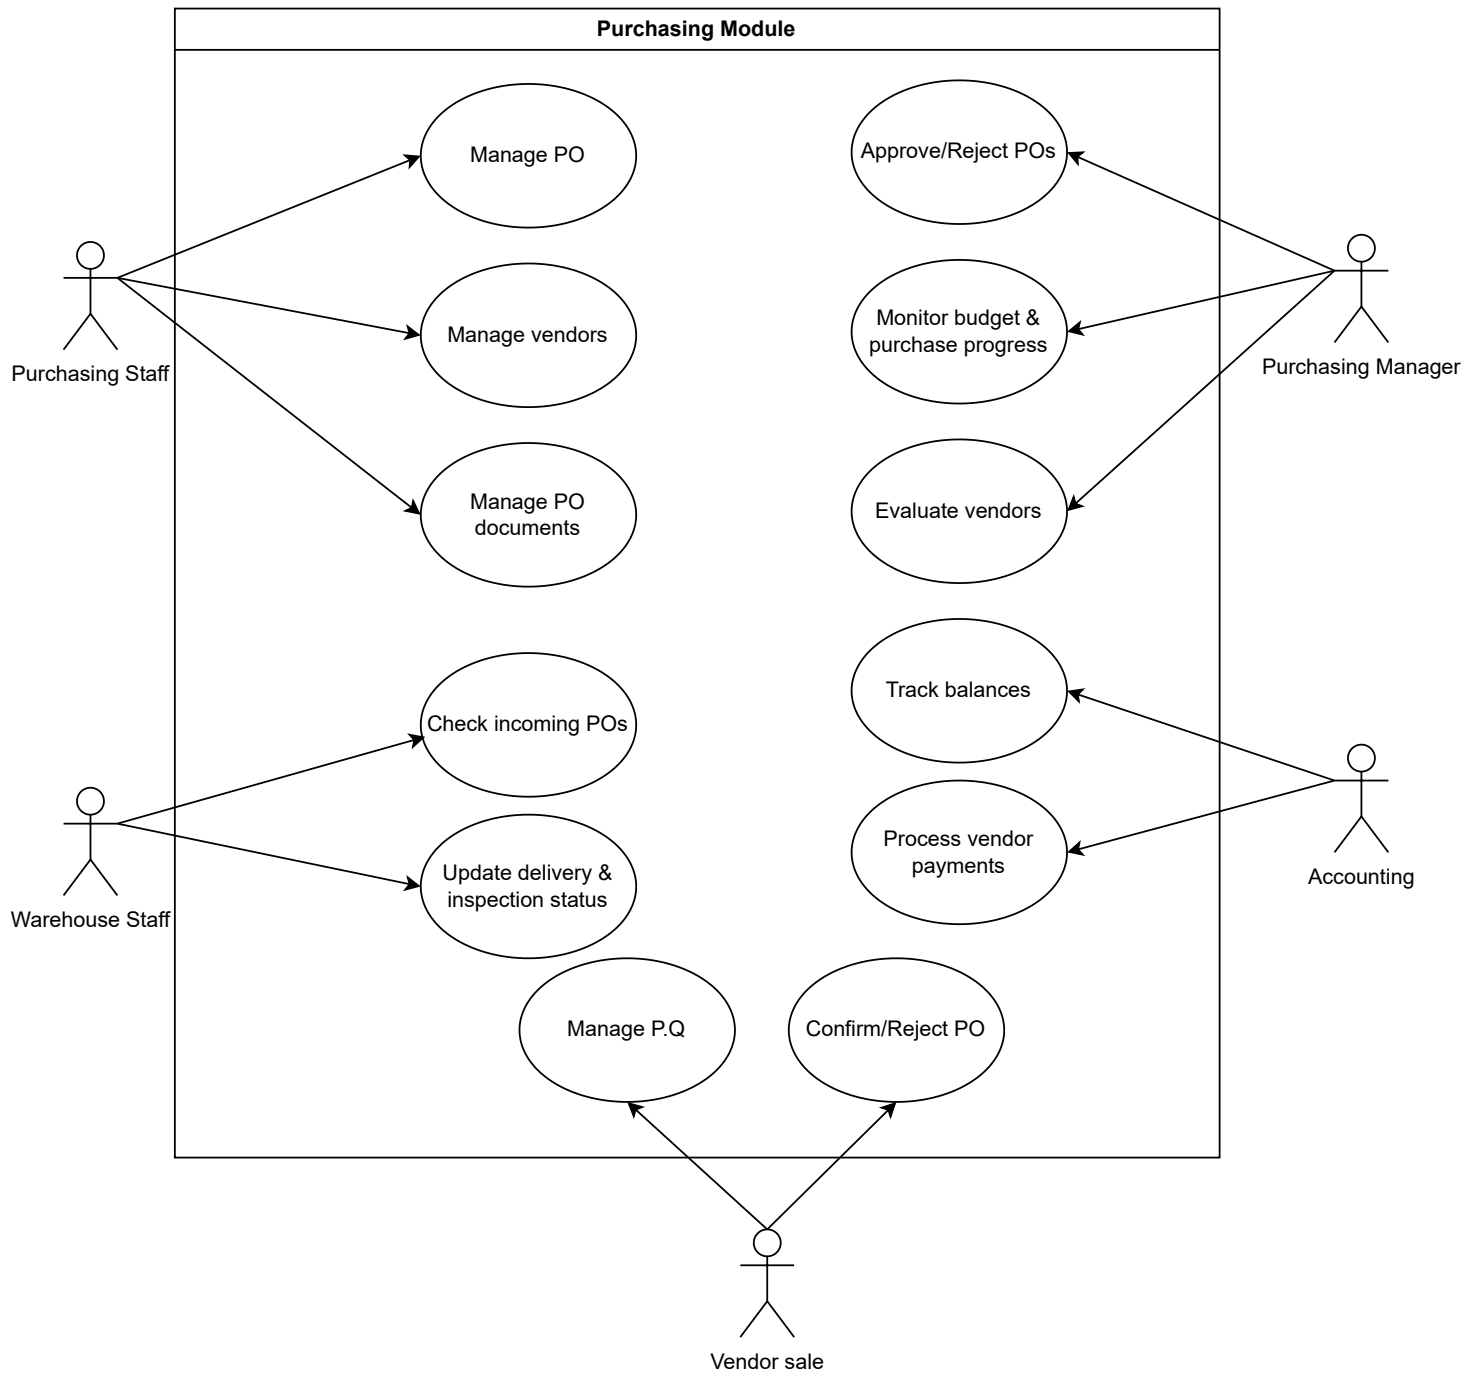 Purchasing Module
Manage PO
Approve/Reject POs
Manage vendors
Monitor budget &
purchase progress
Purchasing Staff
Purchasing Manager
Manage PO
documents
Evaluate vendors
Check incoming POs
Track balances
Update delivery &
inspection status
Process vendor
payments
Warehouse Staff
Accounting
Manage P.Q
Confirm/Reject PO
Vendor sale